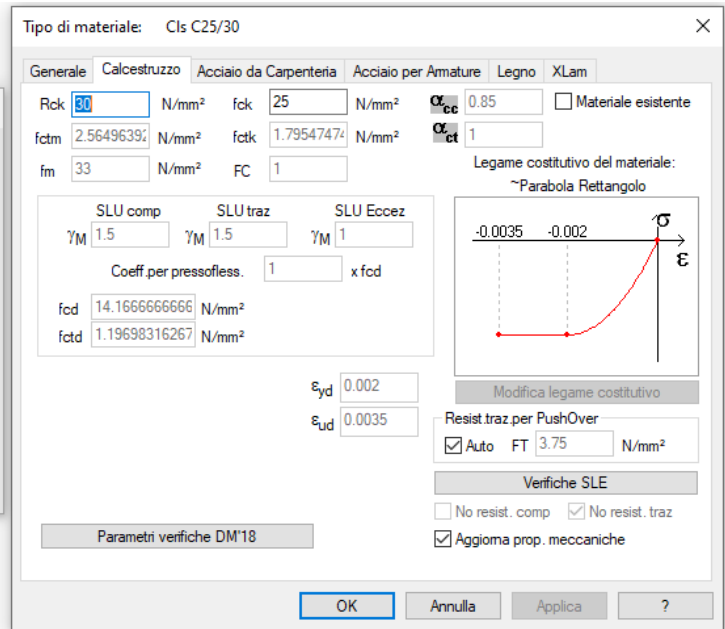 Tipo di materiale: Cls C25/30
Generale Calcestruzzo Acciaio da Carpenteria Acciaio per Armature Legno XLam
Rck 30 N/mm² fck 25 N/mm² αcc 0.85 Materiale esistente
fctm 2.56496392 N/mm² fctk 1.79547474 N/mm² αct 1
fm 33 N/mm² FC 1
Legame costitutivo del materiale:
~Parabola Rettangolo
SLU comp SLU traz SLU Eccez
γM 1.5 γM 1.5 γM 1
Coeff.per pressofless. 1 x fcd
fcd 14.1666666666 N/mm²
fctd 1.19698316267 N/mm²
-0.0035 -0.002 σ
ε
εyd 0.002
εud 0.0035
Modifica legame costitutivo
Resist.traz.per PushOver
Auto FT 3.75 N/mm²
Verifiche SLE
No resist. comp No resist. traz
Parametri verifiche DM'18
Aggiorna prop. meccaniche
OK Annulla Applica ?